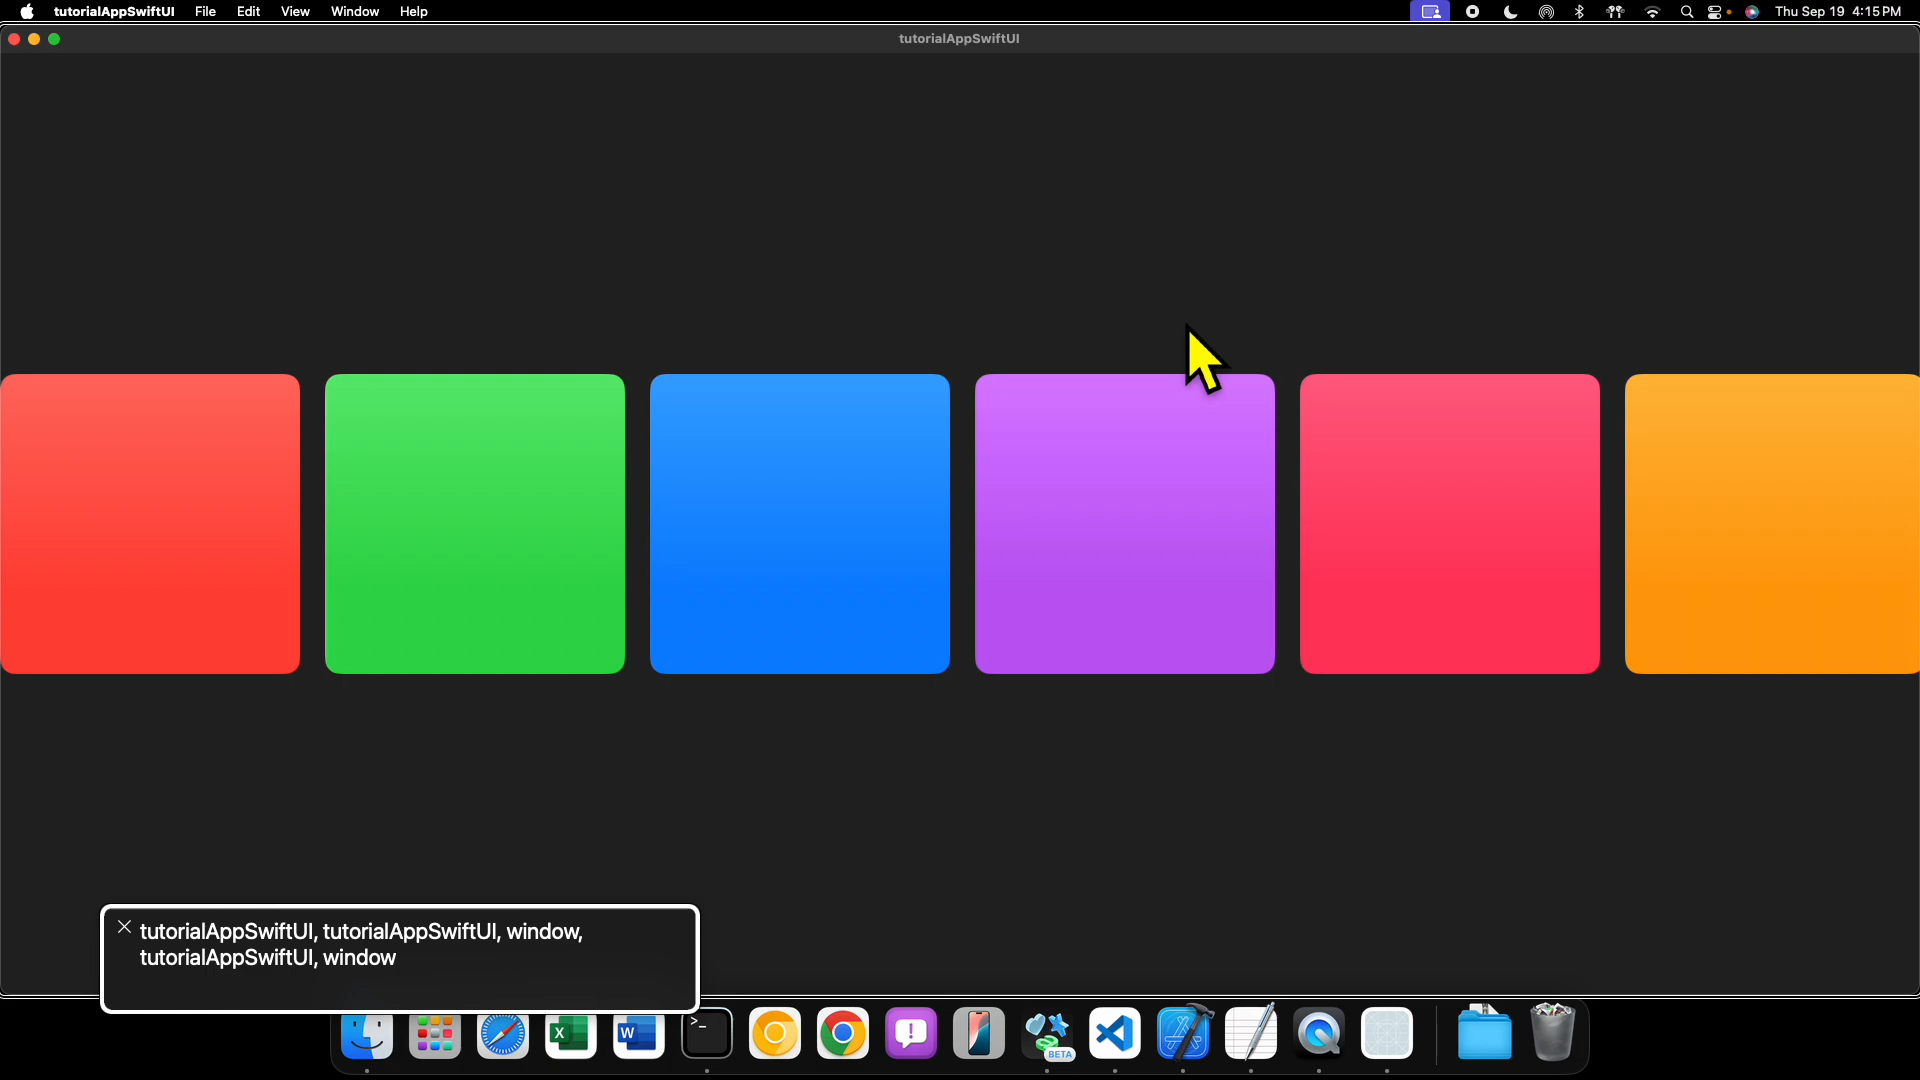 tutorialAppSwiftUI File Edit View Window Help Thu Sep 19 4:15 PM
tutorialAppSwiftUI
tutorialAppSwiftUI, tutorialAppSwiftUI, window,
tutorialAppSwiftUI, window
X
W
>_
BETA